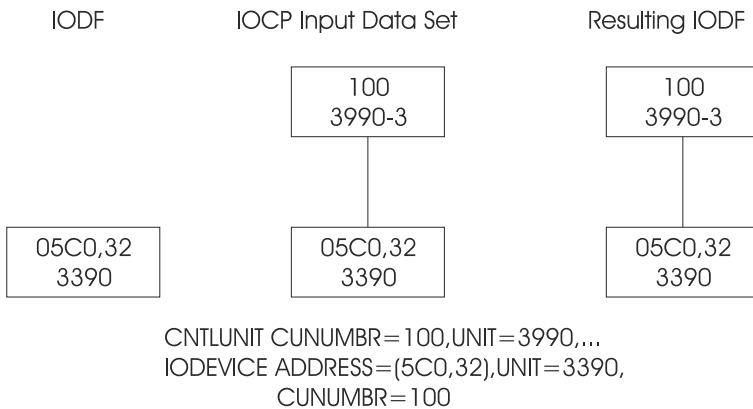 IODF
IOCP Input Data Set
Resulting IODF
100
3990-3
100
3990-3
05C0,32
3390
05C0,32
3390
05C0,32
3390
CNTLUNIT CUNUMBR=100,UNIT=3990,...
IODEVICE ADDRESS=(5C0,32),UNIT=3390,
CUNUMBR=100